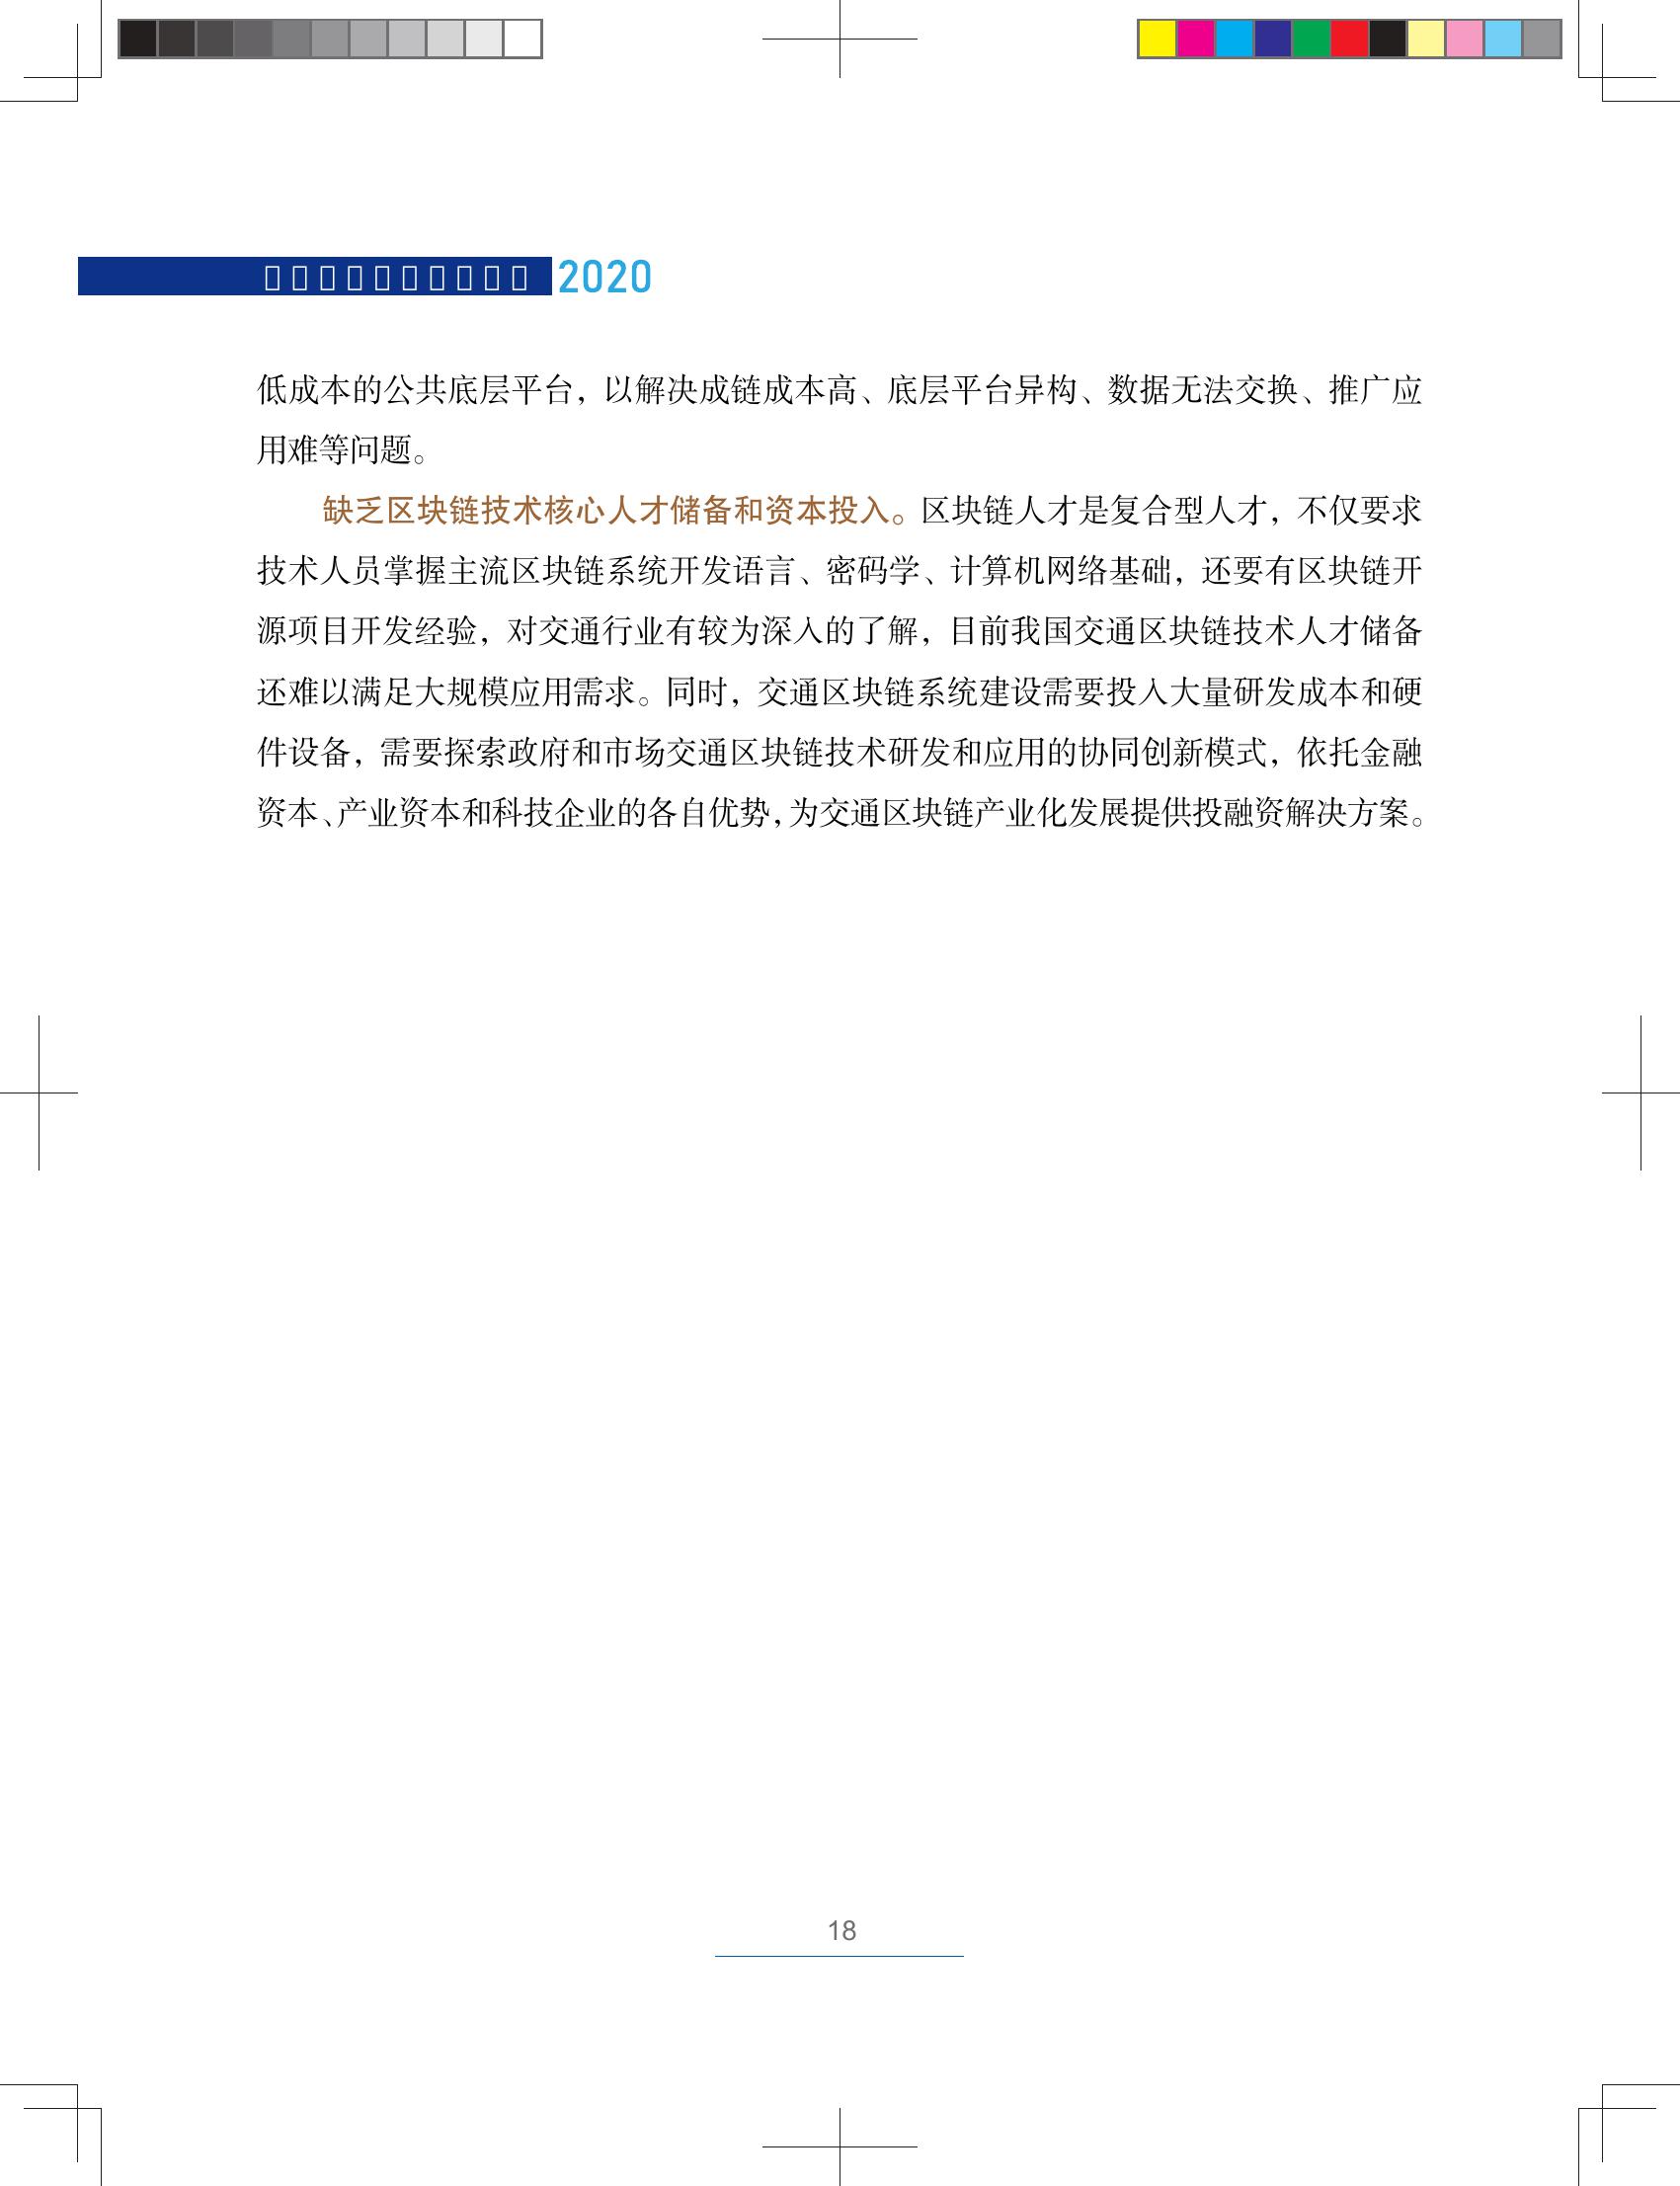 2020
低成本的公共底层平台，以解决成链成本高、底层平台异构、数据无法交换、推广应
用难等问题。
缺乏区块链技术核心人才储备和资本投入。区块链人才是复合型人才，不仅要求
技术人员掌握主流区块链系统开发语言、密码学、计算机网络基础，还要有区块链开
源项目开发经验，对交通行业有较为深入的了解，目前我国交通区块链技术人才储备
还难以满足大规模应用需求。同时，交通区块链系统建设需要投入大量研发成本和硬
件设备，需要探索政府和市场交通区块链技术研发和应用的协同创新模式，依托金融
资本、产业资本和科技企业的各自优势，为交通区块链产业化发展提供投融资解决方案。
18